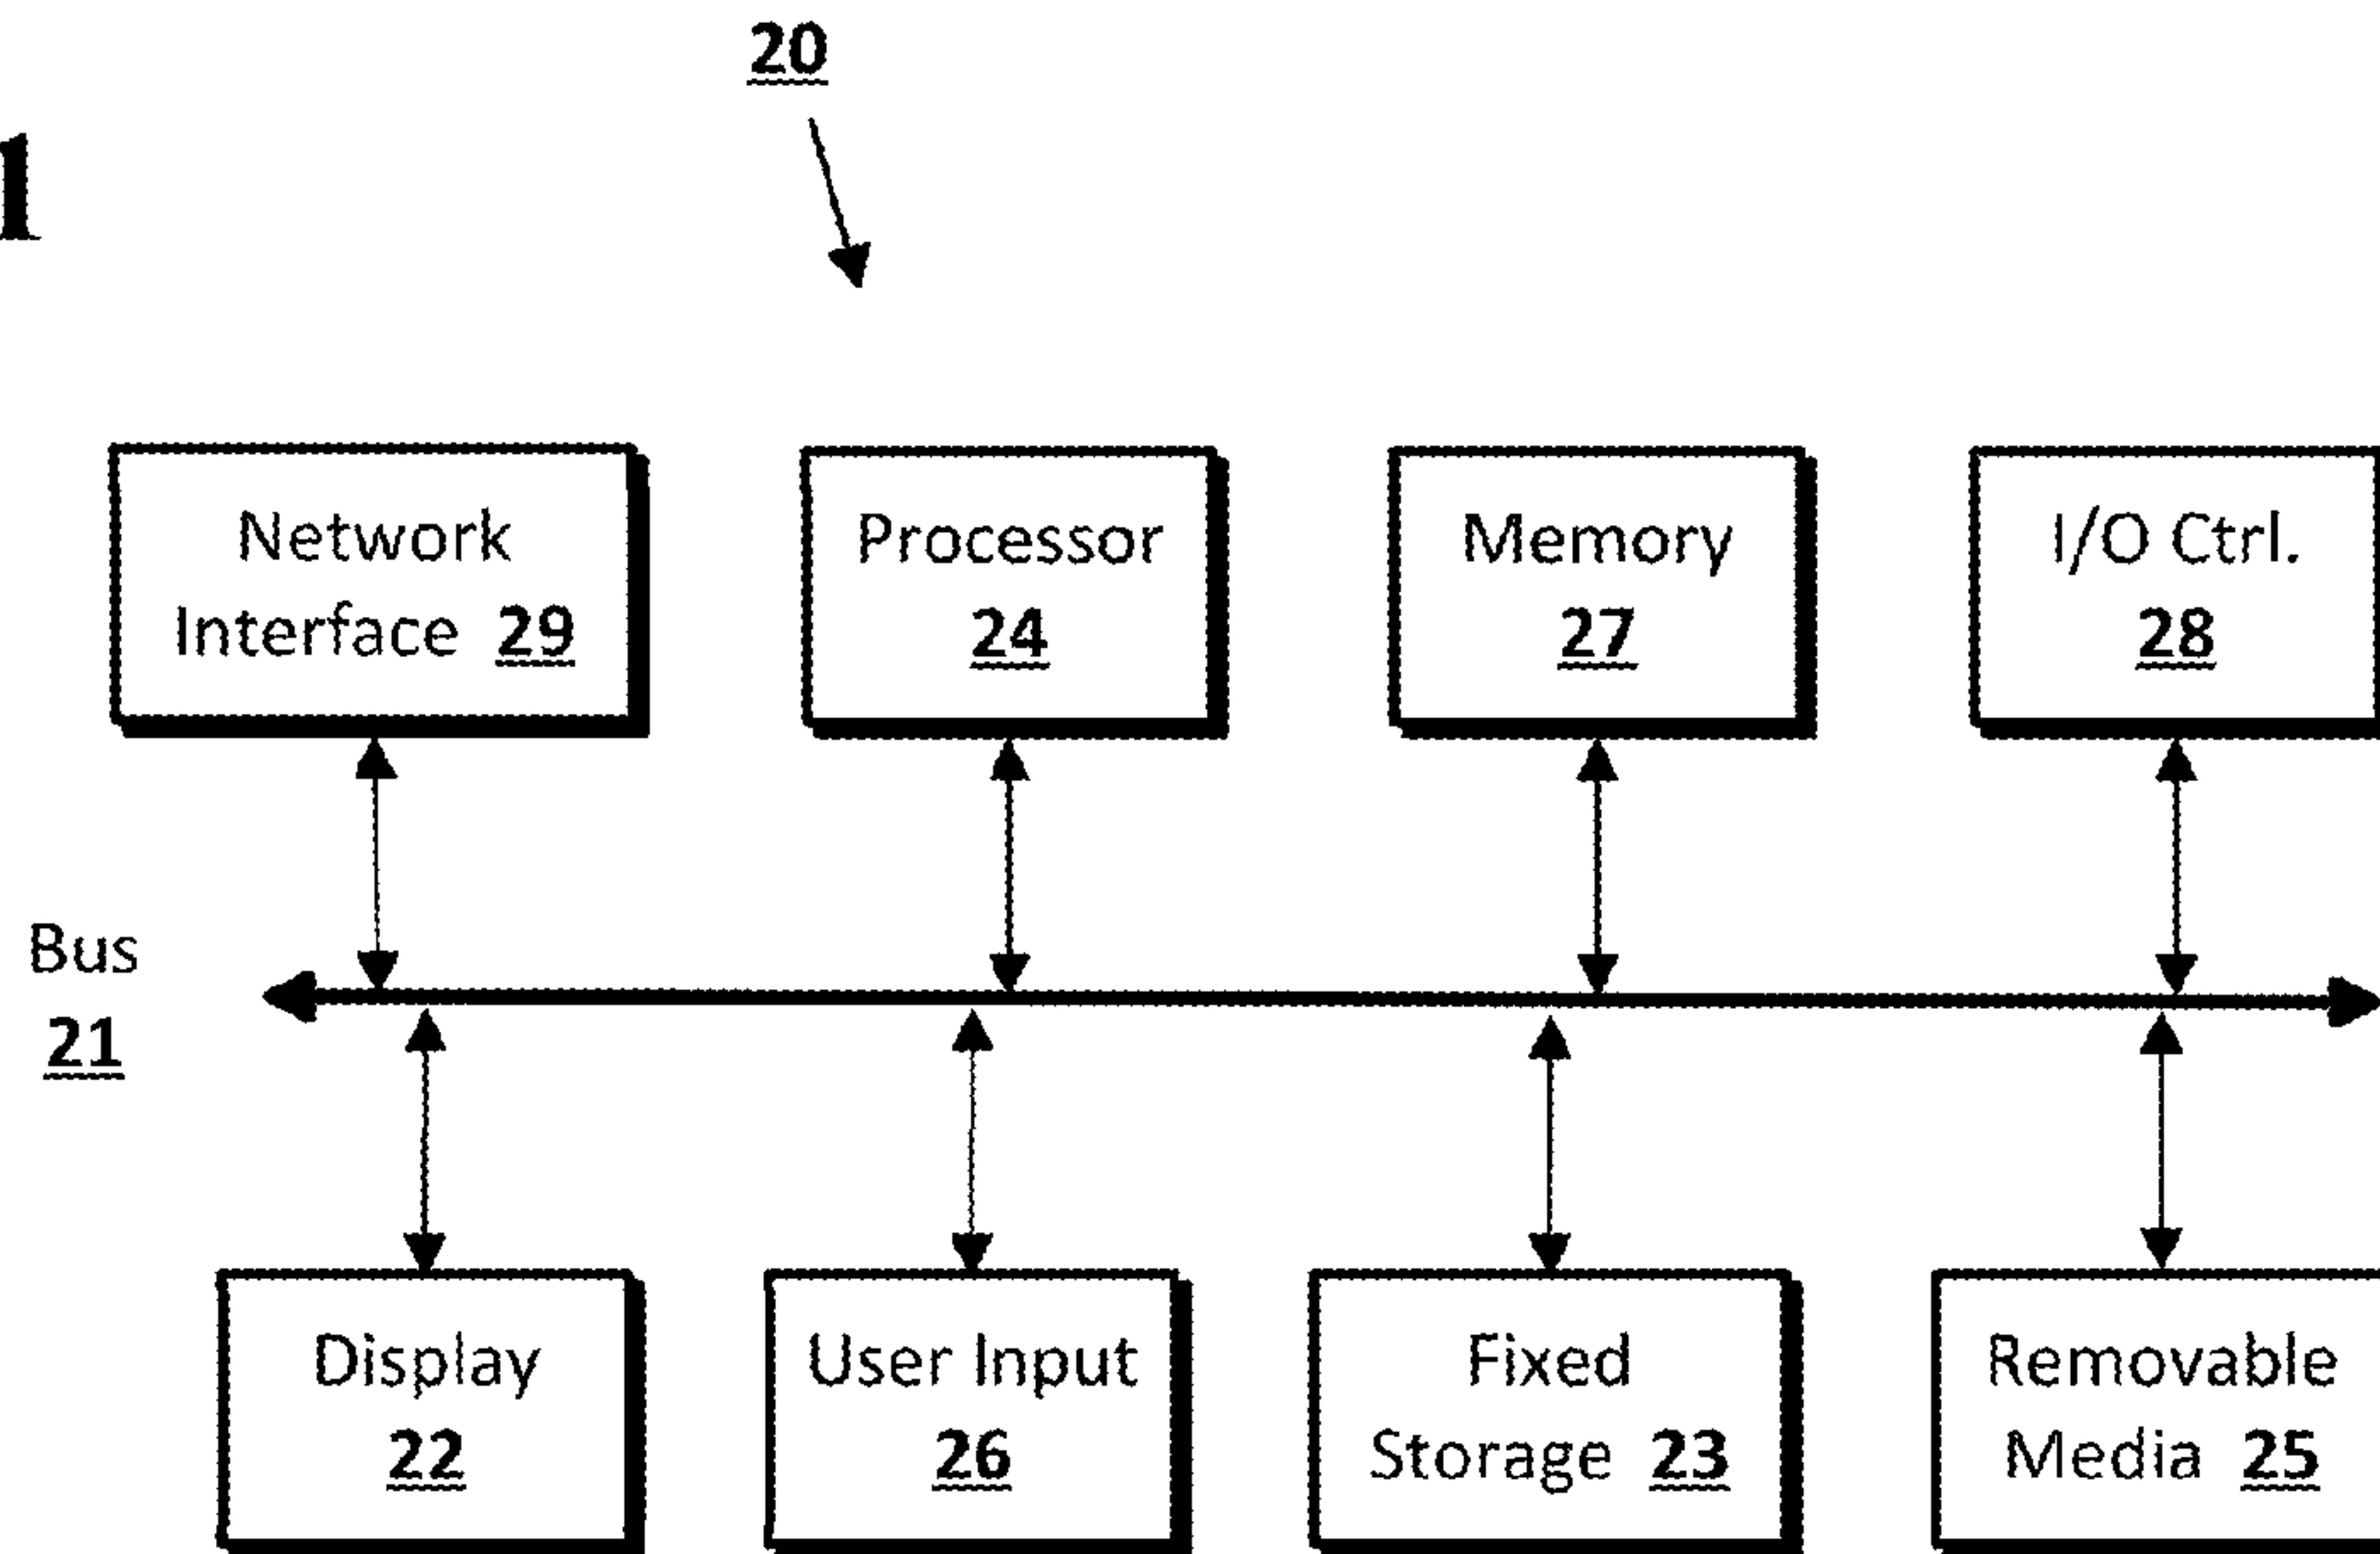 20
1
Network
Interface 29
Processor
24
Memory
27
I/O Ctrl.
28
Bus
21
Display
22
User Input
26
Fixed
Storage 23
Removable
Media 25